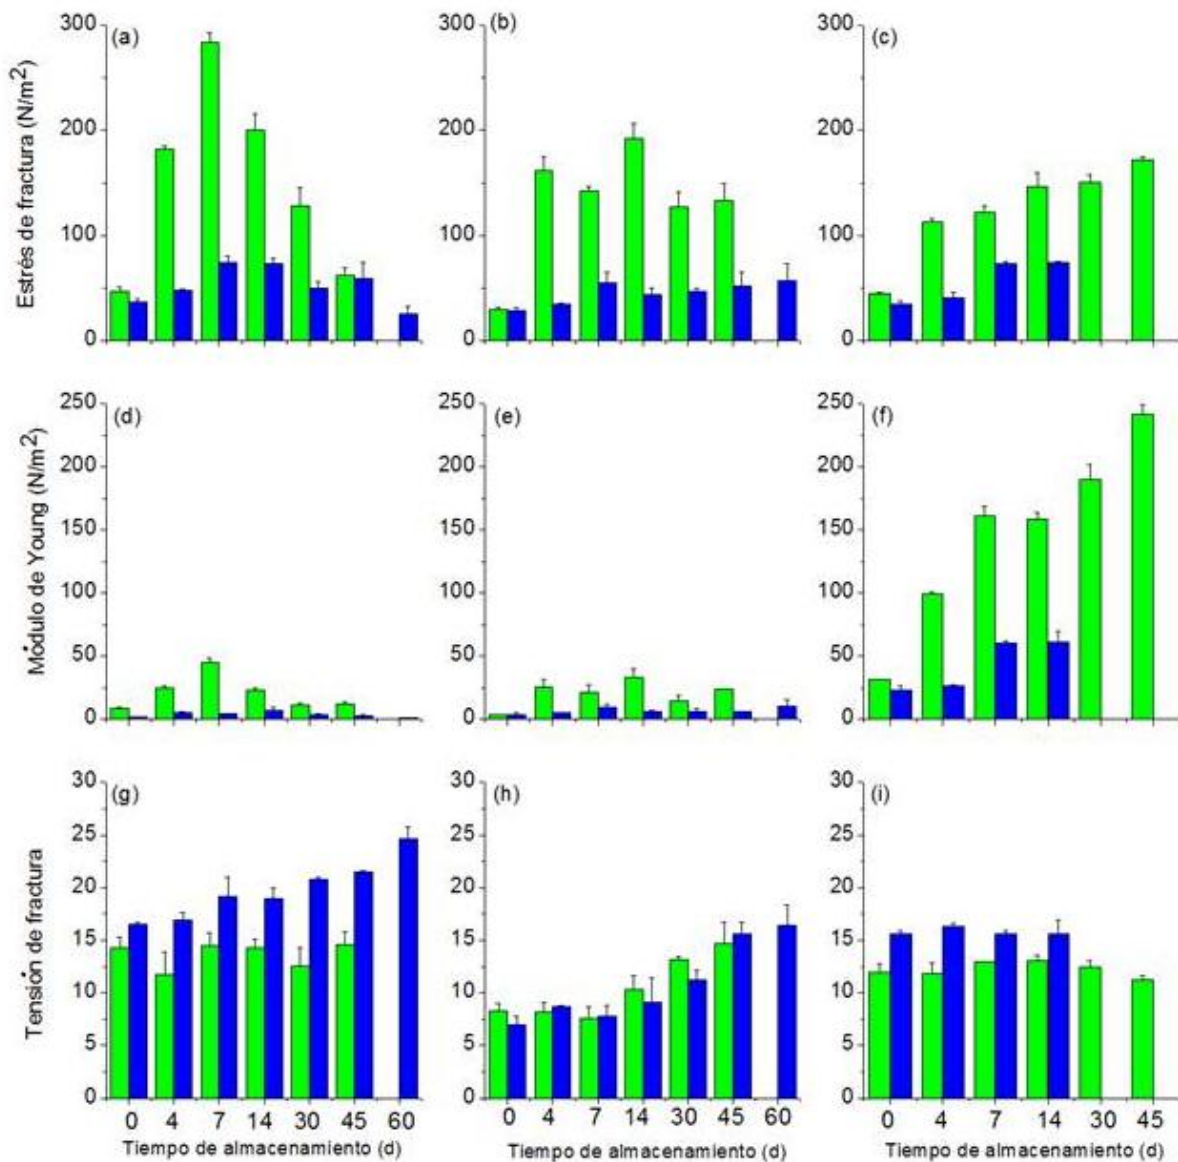 (a)
(b)
(c)
300
200
100
0
300
200
100
0
300
200
100
0
Estrés de fractura (N/m²)
(d)
(e)
(f)
250
200
150
100
50
0
250
200
150
100
50
0
250
200
150
100
50
0
Módulo de Young (N/m²)
(g)
(h)
(i)
30
25
20
15
10
5
0
30
25
20
15
10
5
0
30
25
20
15
10
5
0
Tensión de fractura
0 4 7 14 30 45 60
0 4 7 14 30 45 60
0 4 7 14 30 45
Tiempo de almacenamiento (d)
Tiempo de almacenamiento (d)
Tiempo de almacenamiento (d)